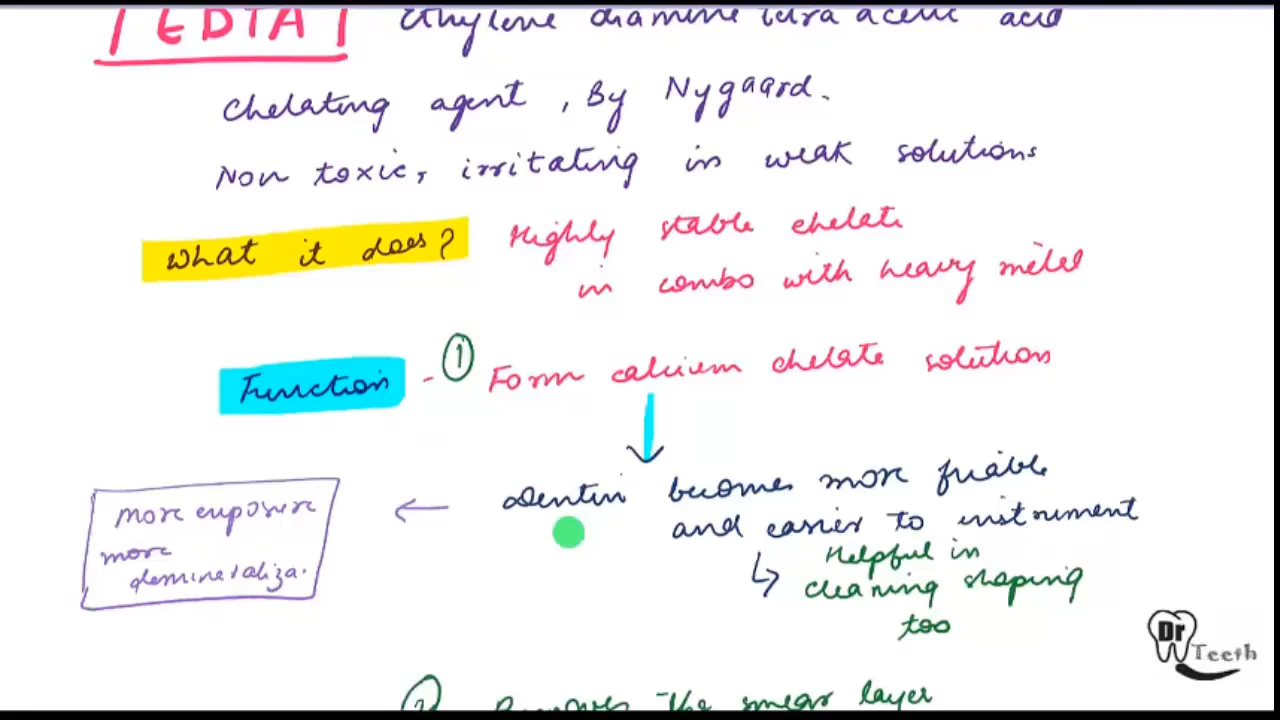 EDTA Ethylene diamine tetra acetic acid
Chelating agent, By Nygaard.
Non toxic, irritating in weak solutions
What it does? Highly stable chelate
in combo with heavy metal
Function - ① Form calcium chelate solution
↓
more exposure ← Dentin becomes more friable
more and easier to instrument
demineraliza. ↳ Helpful in
cleaning shaping
too
Dr Teeth
② Removes the smear layer